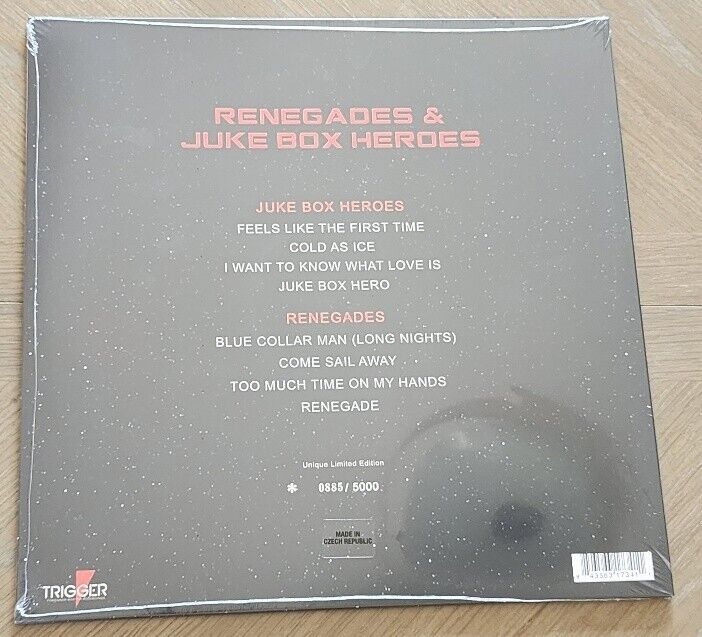 RENEGADES &
JUKE BOX HEROES
JUKE BOX HEROES
FEELS LIKE THE FIRST TIME
COLD AS ICE
I WANT TO KNOW WHAT LOVE IS
JUKE BOX HERO
RENEGADES
BLUE COLLAR MAN (LONG NIGHTS)
COME SAIL AWAY
TOO MUCH TIME ON MY HANDS
RENEGADE
Unique Limited Edition
* 0885 / 5000
MADE IN
CZECH REPUBLIC
TRIGGER